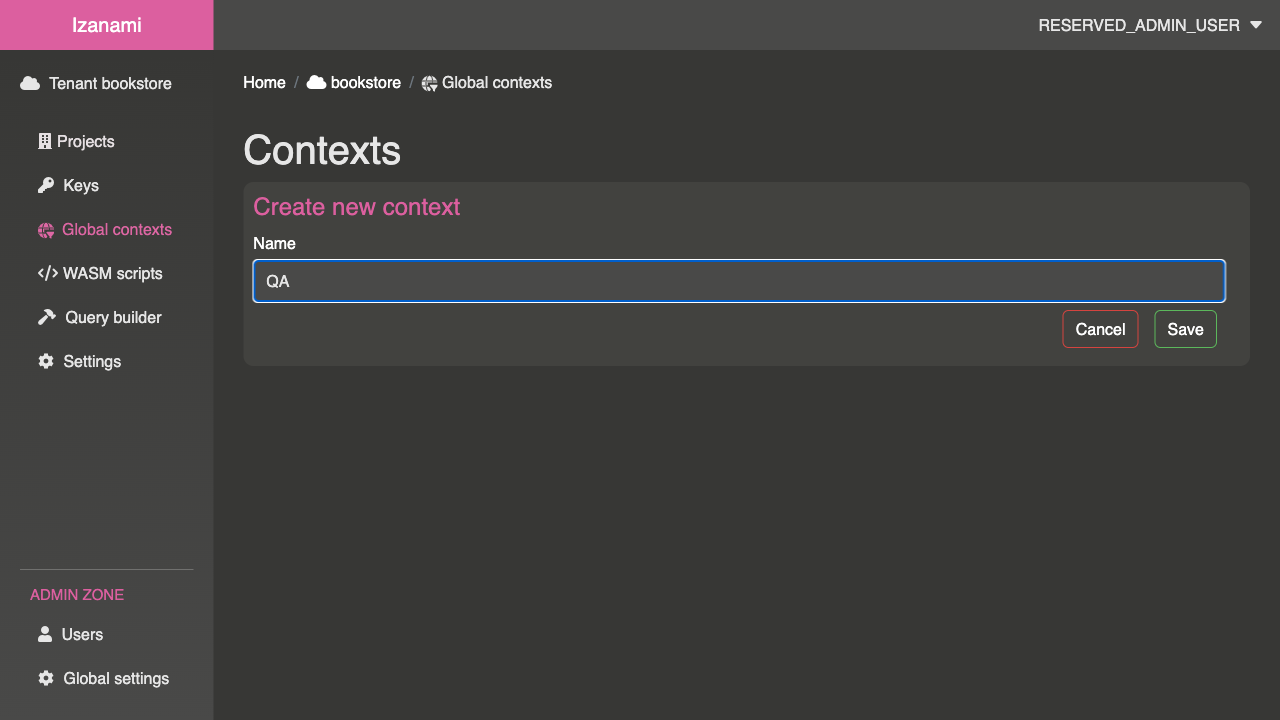 Izanami
RESERVED_ADMIN_USER
Tenant bookstore
Projects
Keys
Global contexts
WASM scripts
Query builder
Settings
ADMIN ZONE
Users
Global settings
Home / bookstore / Global contexts
Contexts
Create new context
Name
QA
Cancel Save